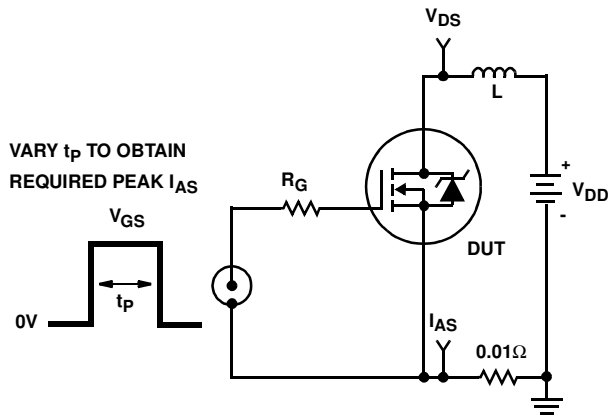 V_DS
L
VARY t_P TO OBTAIN
REQUIRED PEAK I_AS
R_G
+
V_DD
-
V_GS
DUT
t_P
0V
I_AS
0.01Ω